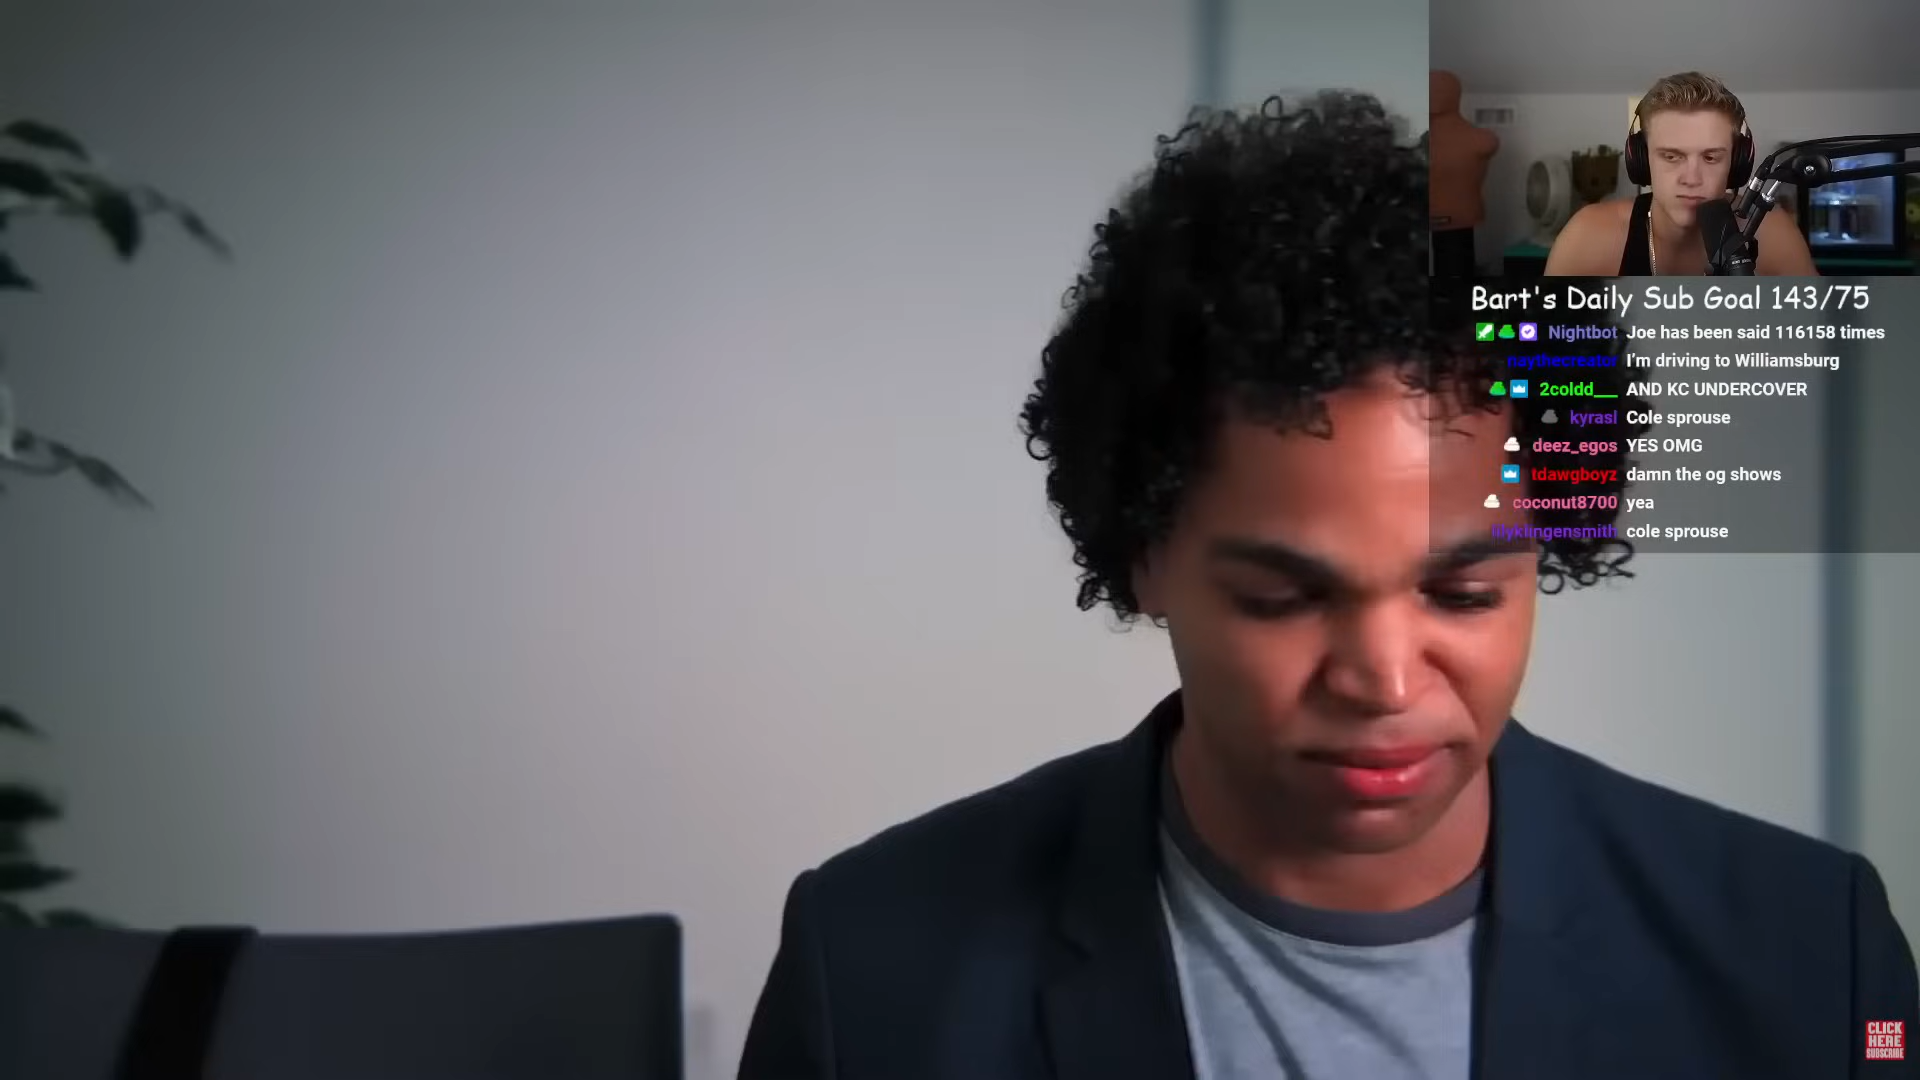 Bart's Daily Sub Goal 143/75
Nightbot Joe has been said 116158 times
naythecreator I'm driving to Williamsburg
2coldd___ AND KC UNDERCOVER
kyrasl Cole sprouse
deez_egos YES OMG
tdawgboyz damn the og shows
coconut8700 yea
lilyklingensmith cole sprouse
CLICK
HERE
SUBSCRIBE